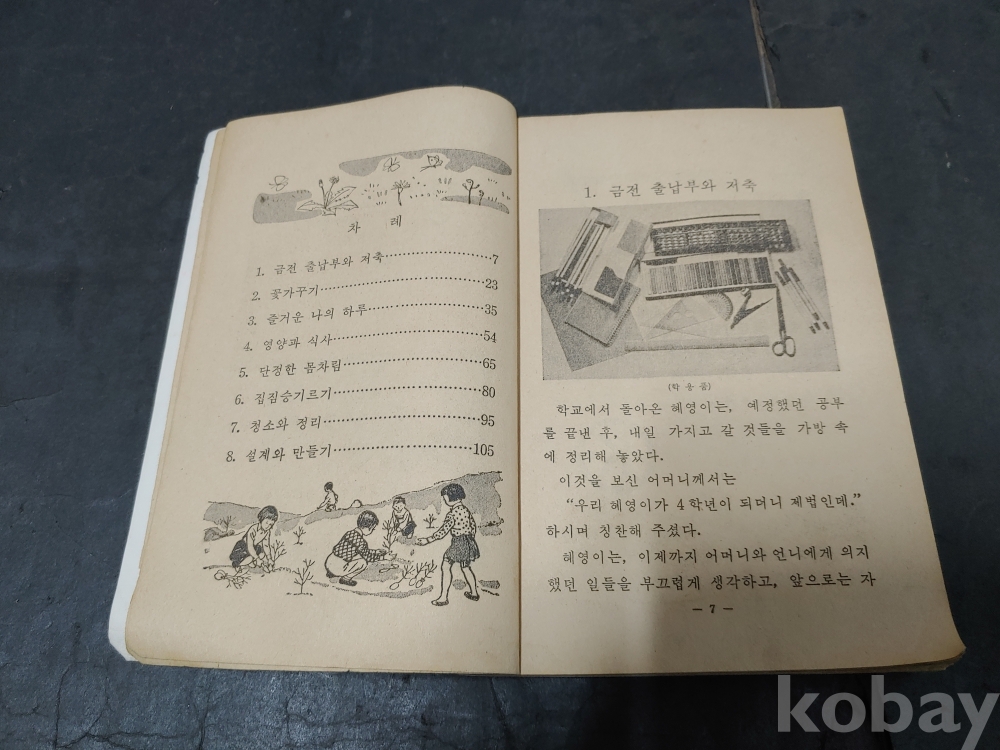 차 례
1. 금전 출납부와 저축 7
2. 꽃가꾸기 23
3. 즐거운 나의 하루 35
4. 영양과 식사 54
5. 단정한 몸차림 65
6. 집짐승기르기 80
7. 청소와 정리 95
8. 설계와 만들기 105
1. 금전 출납부와 저축
(학 용 품)
학교에서 돌아온 혜영이는, 예정했던 공부
를 끝낸 후, 내일 가지고 갈 것들을 가방 속
에 정리해 놓았다.
이것을 보신 어머니께서는
“우리 혜영이가 4학년이 되더니 제법인데.”
하시며 칭찬해 주셨다.
혜영이는, 이제까지 어머니와 언니에게 의지
했던 일들을 부끄럽게 생각하고, 앞으로는 자
— 7 —
kobay